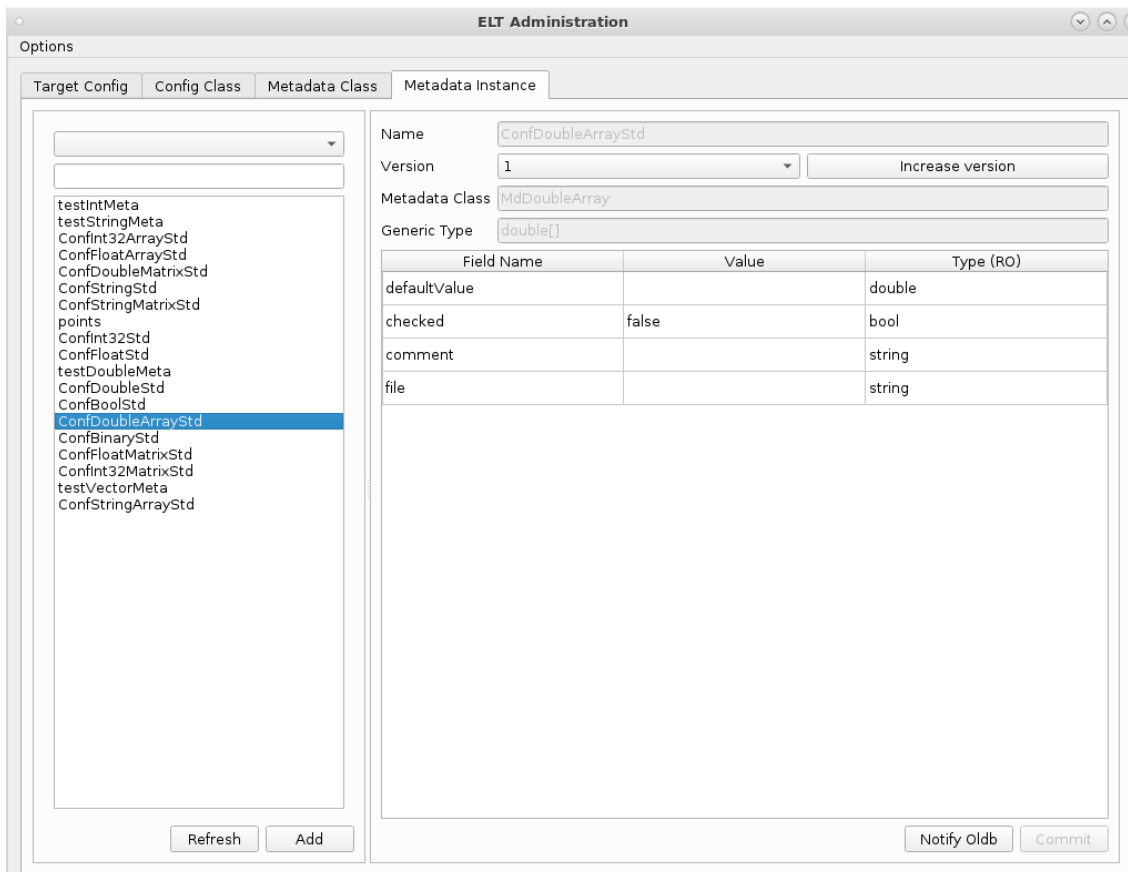 ELT Administration
Options
Target Config
Config Class
Metadata Class
Metadata Instance
testIntMeta
testStringMeta
ConfInt32ArrayStd
ConfFloatArrayStd
ConfDoubleMatrixStd
ConfStringStd
ConfStringMatrixStd
points
ConfInt32Std
ConfFloatStd
testDoubleMeta
ConfDoubleStd
ConfBoolStd
ConfDoubleArrayStd
ConfBinaryStd
ConfFloatMatrixStd
ConfInt32MatrixStd
testVectorMeta
ConfStringArrayStd
Refresh
Add
Name ConfDoubleArrayStd
Version 1 Increase version
Metadata Class MdDoubleArray
Generic Type double[]
Field Name Value Type (RO)
defaultValue double
checked false bool
comment string
file string
Notify Oldb
Commit